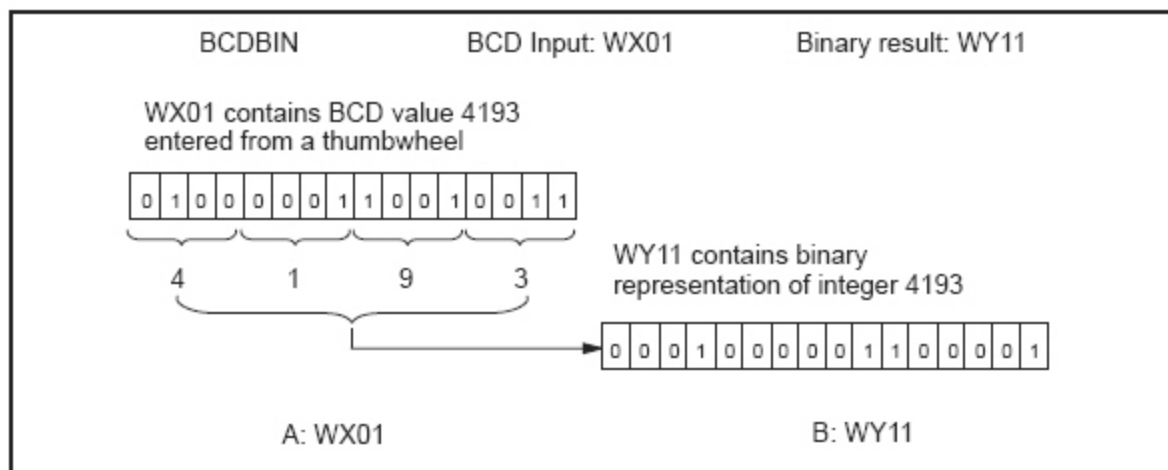 BCDBIN BCD Input: WX01 Binary result: WY11
WX01 contains BCD value 4193
entered from a thumbwheel
0 1 0 0 0 0 0 1 1 0 0 1 0 0 1 1
4 1 9 3
WY11 contains binary
representation of integer 4193
0 0 0 1 0 0 0 0 0 1 1 0 0 0 0 1
A: WX01 B: WY11